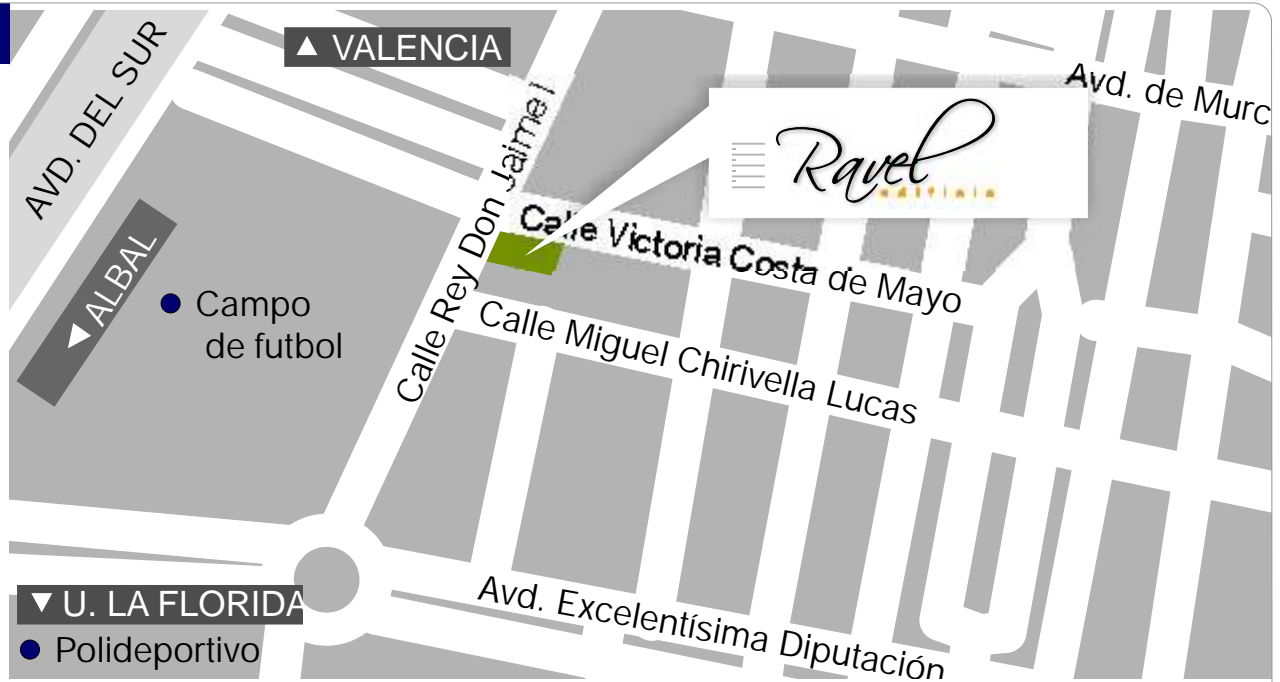 ▲ VALENCIA
AVD. DEL SUR
Avd. de Murc
Calle Rey Don Jaime I
Ravel
edificio
Calle Victoria Costa de Mayo
▼ ALBAL
● Campo
de futbol
Calle Miguel Chirivella Lucas
▼ U. LA FLORIDA
● Polideportivo
Avd. Excelentísima Diputación